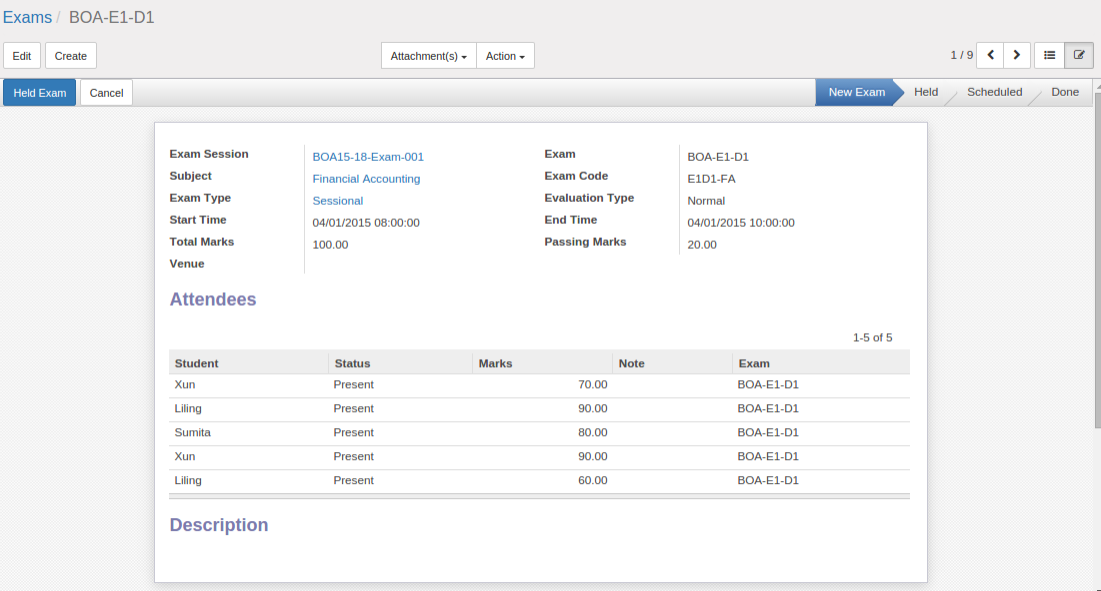 Exams / BOA-E1-D1
Edit Create Attachment(s) Action 1 / 9
Held Exam Cancel New Exam Held Scheduled Done
Exam Session BOA15-18-Exam-001 Exam BOA-E1-D1
Subject Financial Accounting Exam Code E1D1-FA
Exam Type Sessional Evaluation Type Normal
Start Time 04/01/2015 08:00:00 End Time 04/01/2015 10:00:00
Total Marks 100.00 Passing Marks 20.00
Venue
Attendees
1-5 of 5
Student Status Marks Note Exam
Xun Present 70.00 BOA-E1-D1
Liling Present 90.00 BOA-E1-D1
Sumita Present 80.00 BOA-E1-D1
Xun Present 90.00 BOA-E1-D1
Liling Present 60.00 BOA-E1-D1
Description